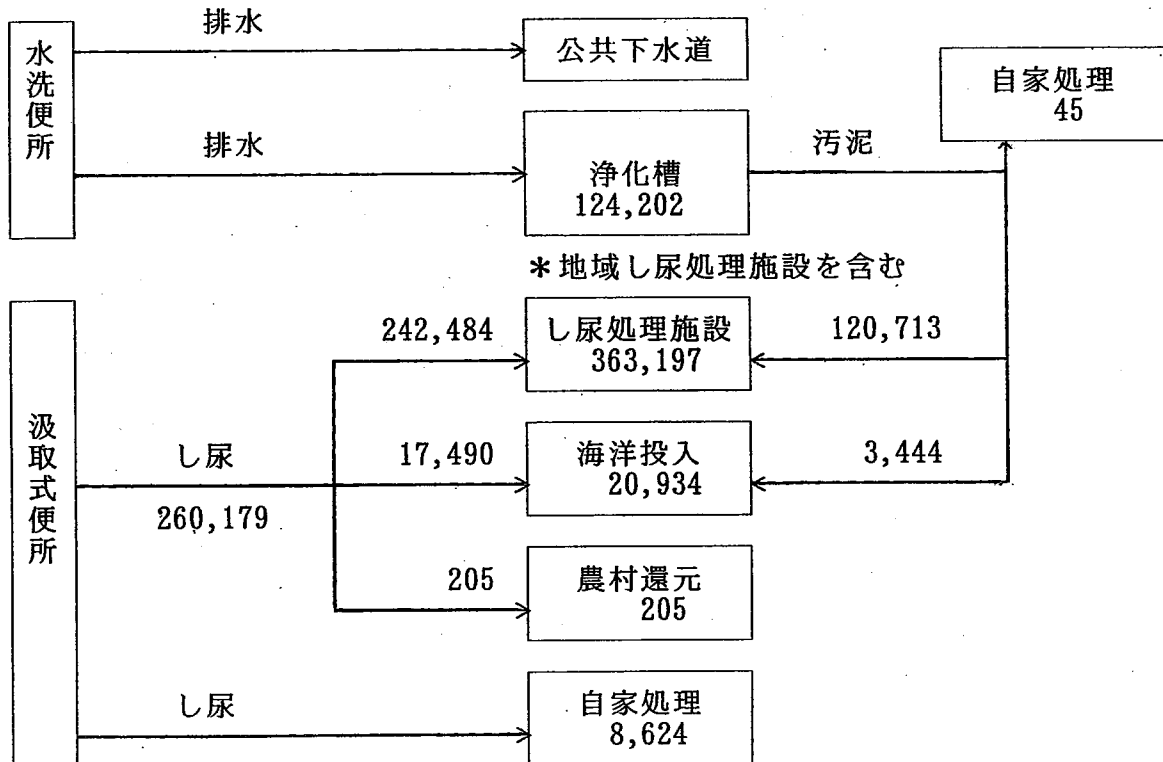 水洗便所
排水
公共下水道
自家処理
45
排水
浄化槽
124,202
汚泥
*地域し尿処理施設を含む
汲取式便所
242,484
し尿処理施設
363,197
120,713
し尿
260,179
17,490
海洋投入
20,934
3,444
205
農村還元
205
し尿
自家処理
8,624